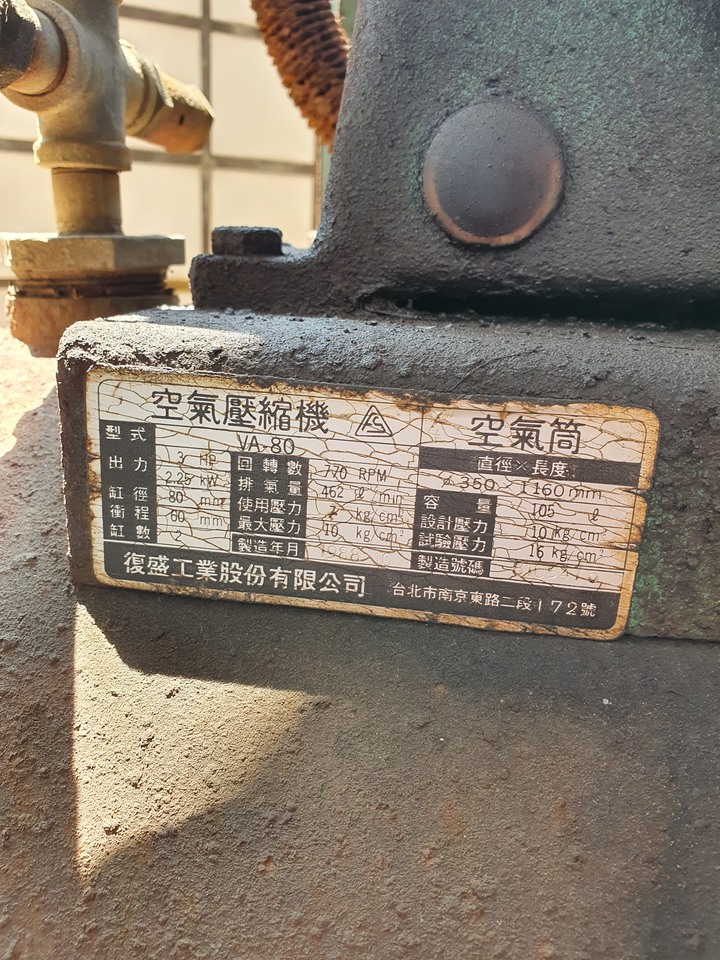 空氣壓縮機
型式 VA-80
出力 3 HP 回轉數 770 RPM
2.25 kW 排氣量 462 ℓ/min
缸徑 80 mm 使用壓力 kg/cm²
衝程 60 mm 最大壓力 10 kg/cm²
缸數 2 製造年月
空氣筒
直徑×長度
φ350 × 1160 mm
容量 105 ℓ
設計壓力 10 kg/cm²
試驗壓力 16 kg/cm²
製造號碼
復盛工業股份有限公司 台北市南京東路二段172號